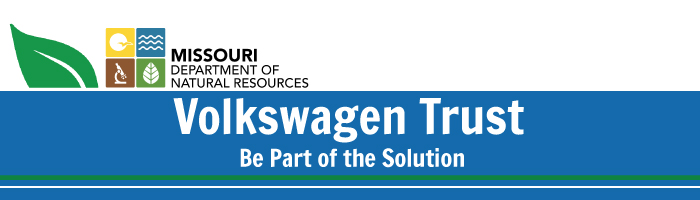 MISSOURI
DEPARTMENT OF
NATURAL RESOURCES
Volkswagen Trust
Be Part of the Solution